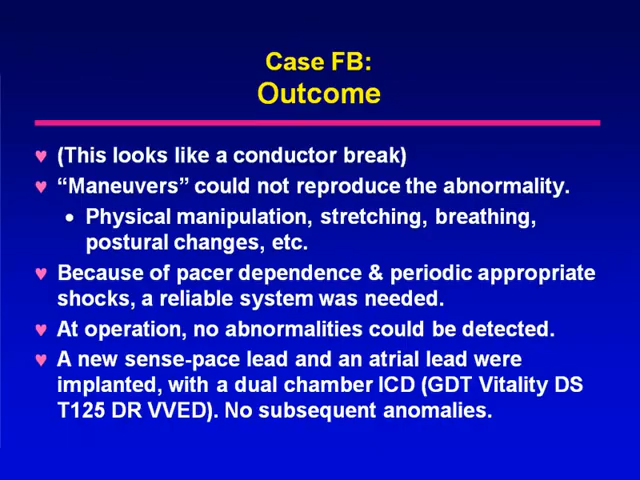 Case FB:
Outcome
♥ (This looks like a conductor break)
♥ “Maneuvers” could not reproduce the abnormality.
• Physical manipulation, stretching, breathing,
postural changes, etc.
♥ Because of pacer dependence & periodic appropriate
shocks, a reliable system was needed.
♥ At operation, no abnormalities could be detected.
♥ A new sense-pace lead and an atrial lead were
implanted, with a dual chamber ICD (GDT Vitality DS
T125 DR VVED). No subsequent anomalies.